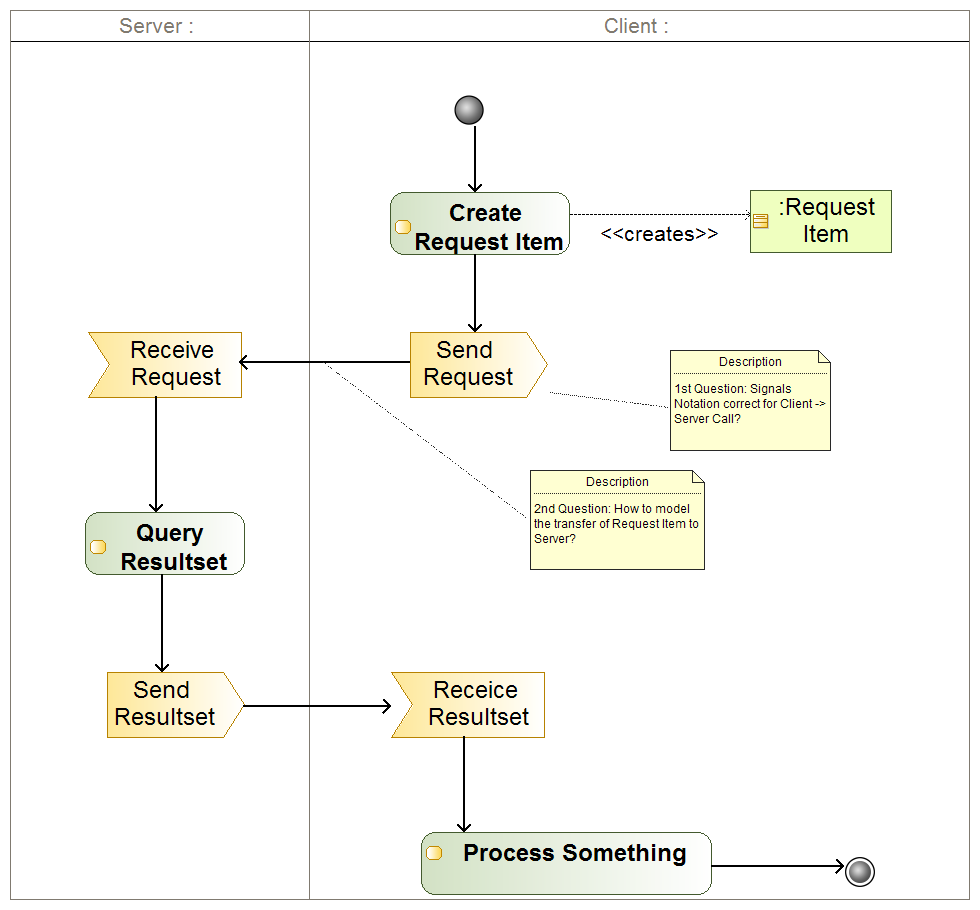 Server :
Client :
Create
Request Item
<<creates>>
:Request
Item
Receive
Request
Send
Request
Description
1st Question: Signals
Notation correct for Client ->
Server Call?
Description
2nd Question: How to model
the transfer of Request Item to
Server?
Query
Resultset
Send
Resultset
Receice
Resultset
Process Something